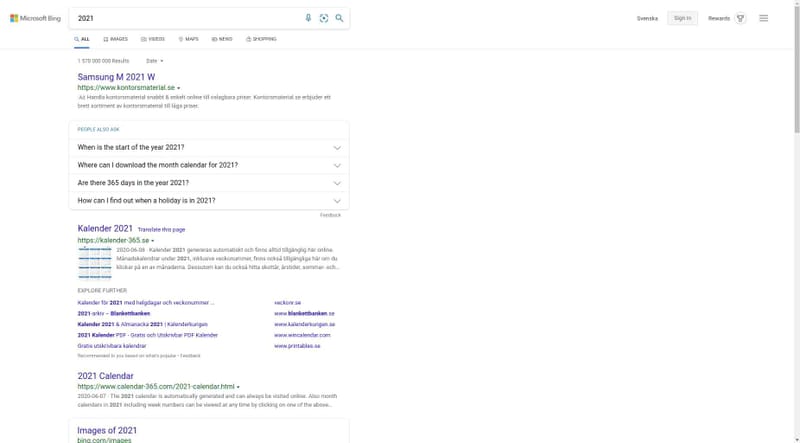 Microsoft Bing
2021
Svenska
Sign in
Rewards
ALL
IMAGES
VIDEOS
MAPS
NEWS
SHOPPING
1 570 000 000 Results
Date
Samsung M 2021 W
https://www.kontorsmaterial.se
Ad Handla kontorsmaterial snabbt & enkelt online till oslagbara priser. Kontorsmaterial.se erbjuder ett
brett sortiment av kontorsmaterial till låga priser.
PEOPLE ALSO ASK
When is the start of the year 2021?
Where can I download the month calendar for 2021?
Are there 365 days in the year 2021?
How can I find out when a holiday is in 2021?
Feedback
Kalender 2021 Translate this page
https://kalender-365.se
2020-06-08 · Kalender 2021 genereras automatiskt och finns alltid tillgänglig här online.
Månadskalendrar under 2021, inklusive veckonummer, finns också tillgängliga här om du
klickar på en av månaderna. Dessutom kan du också hitta skottår, årstider, sommar- och...
EXPLORE FURTHER
Kalender för 2021 med helgdagar och veckonummer ...
veckonr.se
2021-arkiv – Blankettbanken
www.blankettbanken.se
Kalender 2021 & Almanacka 2021 | Kalenderkungen
www.kalenderkungen.se
2021 Kalender PDF - Gratis och Utskrivbar PDF Kalender
www.wincalendar.com
Gratis utskrivbara kalendrar
www.printables.se
Recommended to you based on what's popular • Feedback
2021 Calendar
https://www.calendar-365.com/2021-calendar.html
2020-06-07 · The 2021 calendar is automatically generated and can always be visited online. Also month
calendars in 2021 including week numbers can be viewed at any time by clicking on one of the above...
Images of 2021
bing.com/images